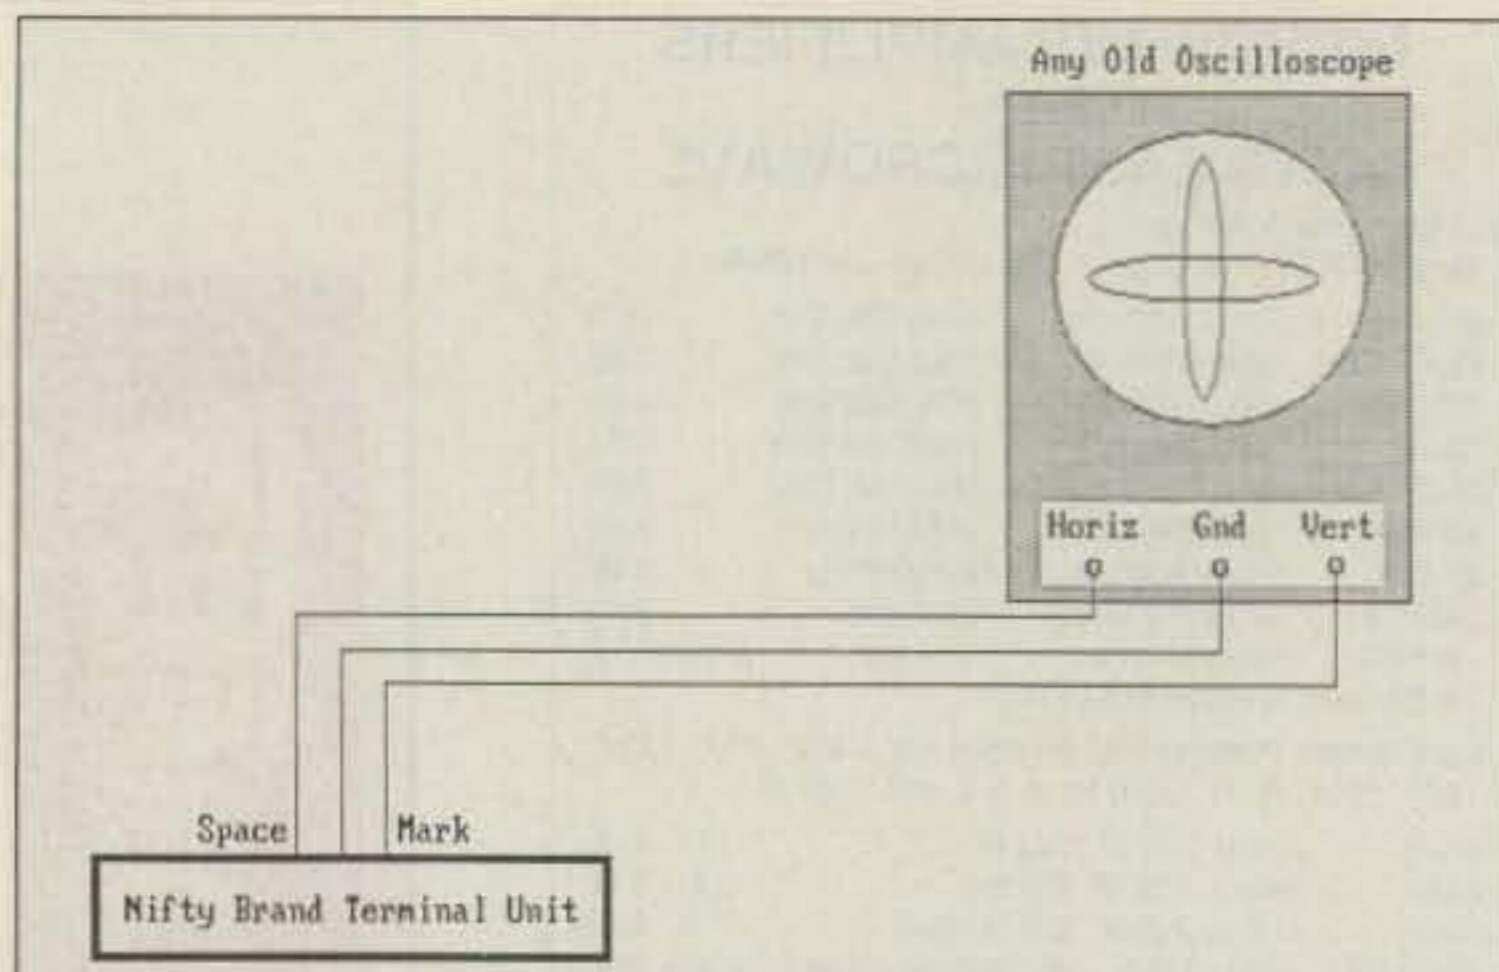 Any Old Oscilloscope
Horiz Gnd Vert
Space Mark
Nifty Brand Terminal Unit